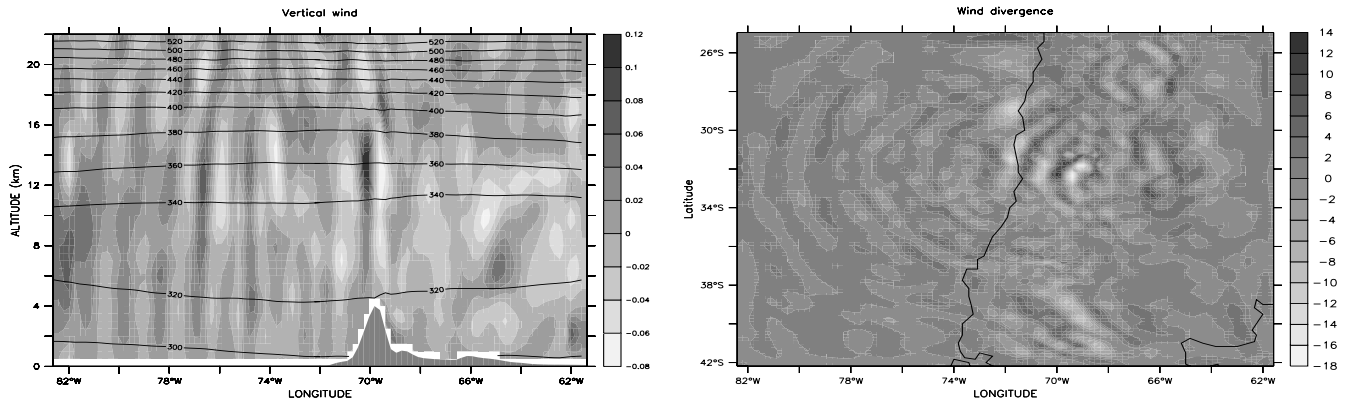 Vertical wind
ALTITUDE (km)
20
16
12
8
4
0
520
500
480
460
440
420
400
380
360
340
320
300
520
500
480
460
440
420
400
380
360
340
320
82°W
78°W
74°W
70°W
66°W
62°W
LONGITUDE
0.12
0.1
0.08
0.06
0.04
0.02
0
−0.02
−0.04
−0.06
−0.08
Wind divergence
Latitude
26°S
30°S
34°S
38°S
42°S
82°W
78°W
74°W
70°W
66°W
62°W
LONGITUDE
14
12
10
8
6
4
2
0
−2
−4
−6
−8
−10
−12
−14
−16
−18